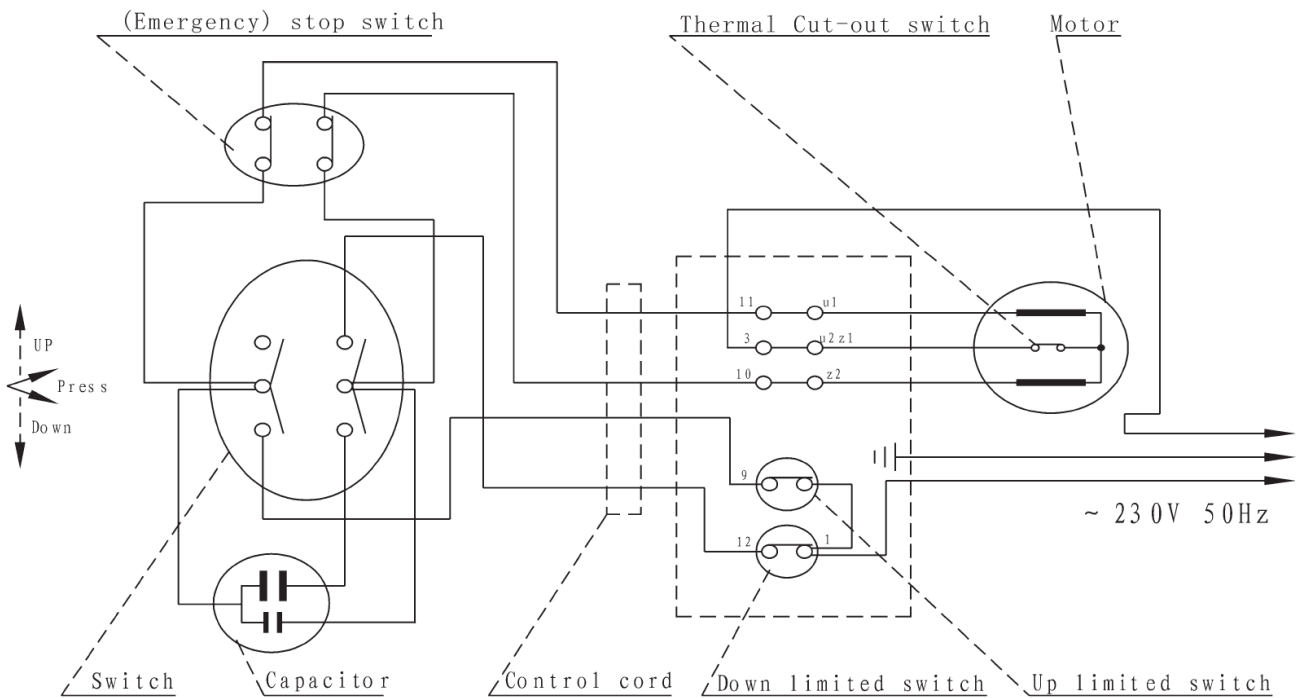 (Emergency) stop switch
Thermal Cut-out switch
Motor
11
u1
UP
3
u2z1
Press
10
z2
Down
9
~ 230V 50Hz
12
1
Switch
Capacitor
Control cord
Down limited switch
Up limited switch